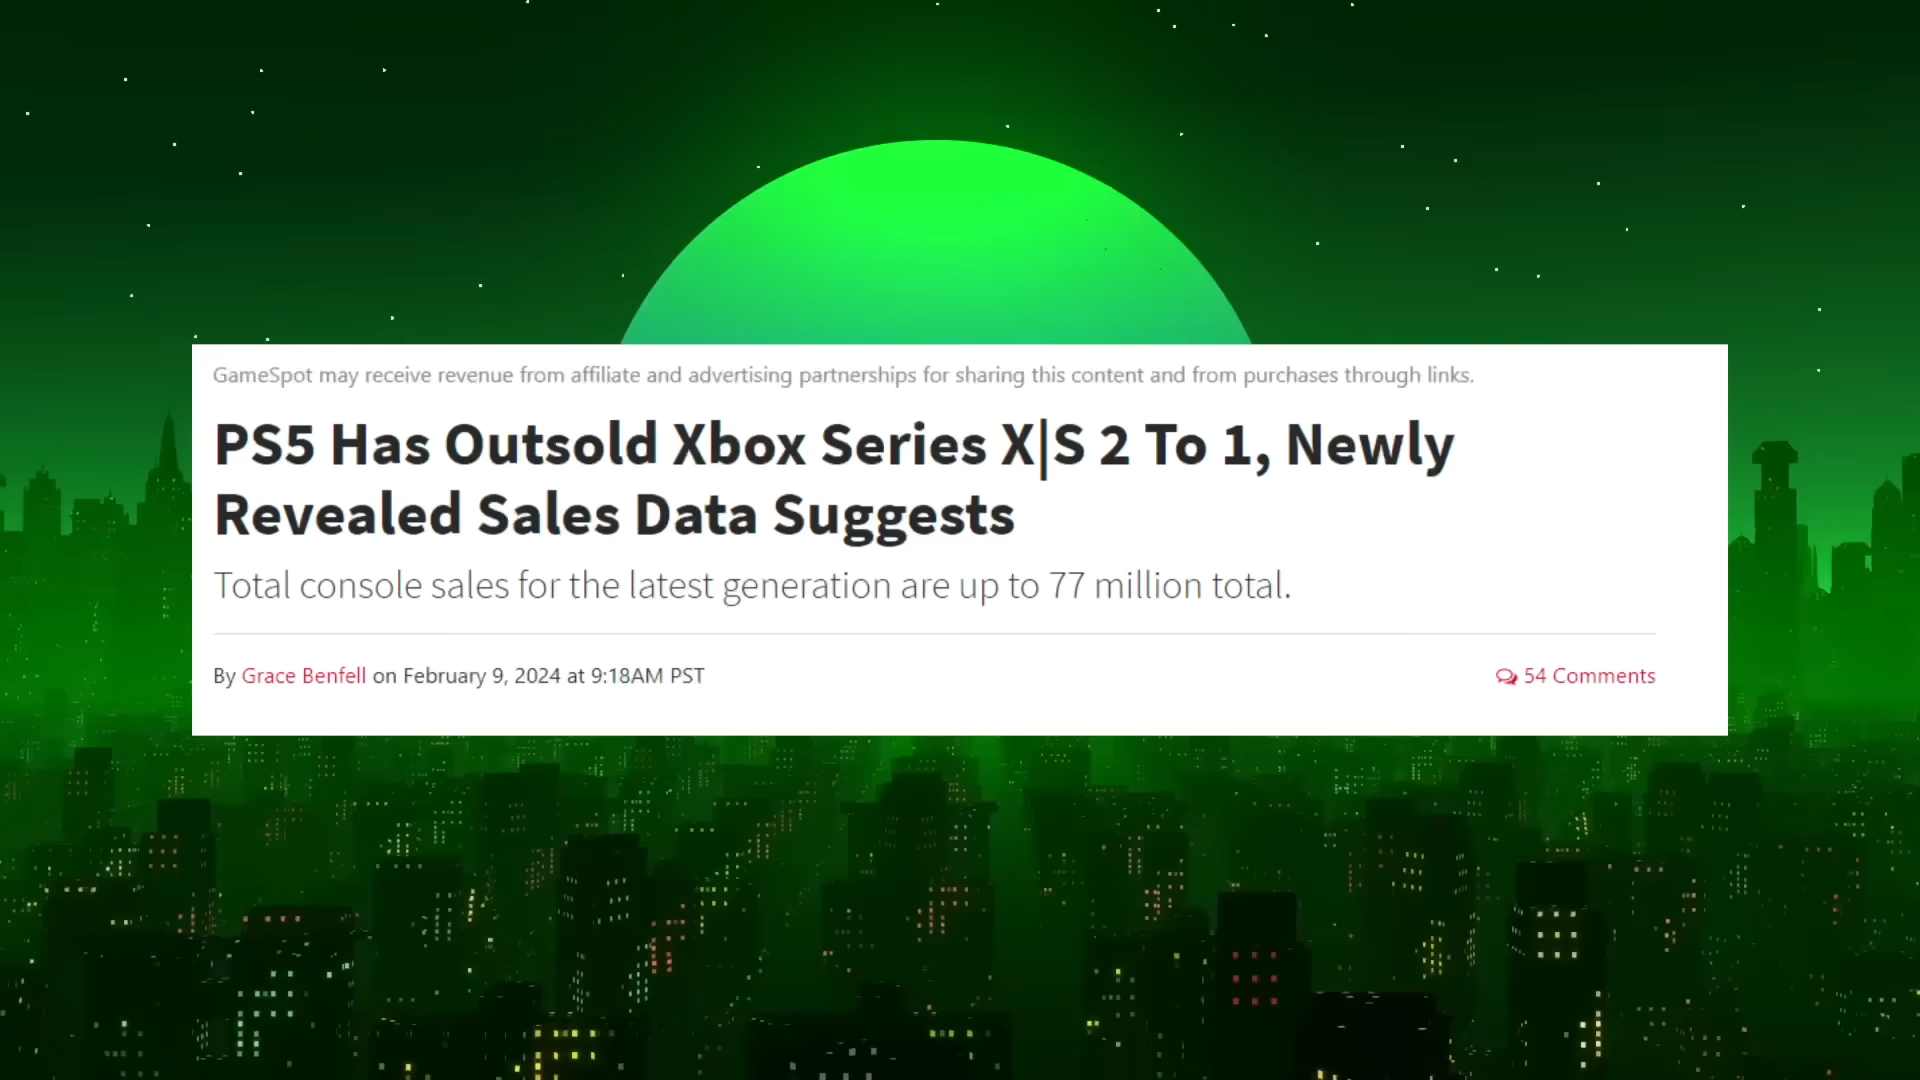 GameSpot may receive revenue from affiliate and advertising partnerships for sharing this content and from purchases through links.
PS5 Has Outsold Xbox Series X|S 2 To 1, Newly
Revealed Sales Data Suggests
Total console sales for the latest generation are up to 77 million total.
By Grace Benfell on February 9, 2024 at 9:18AM PST
54 Comments